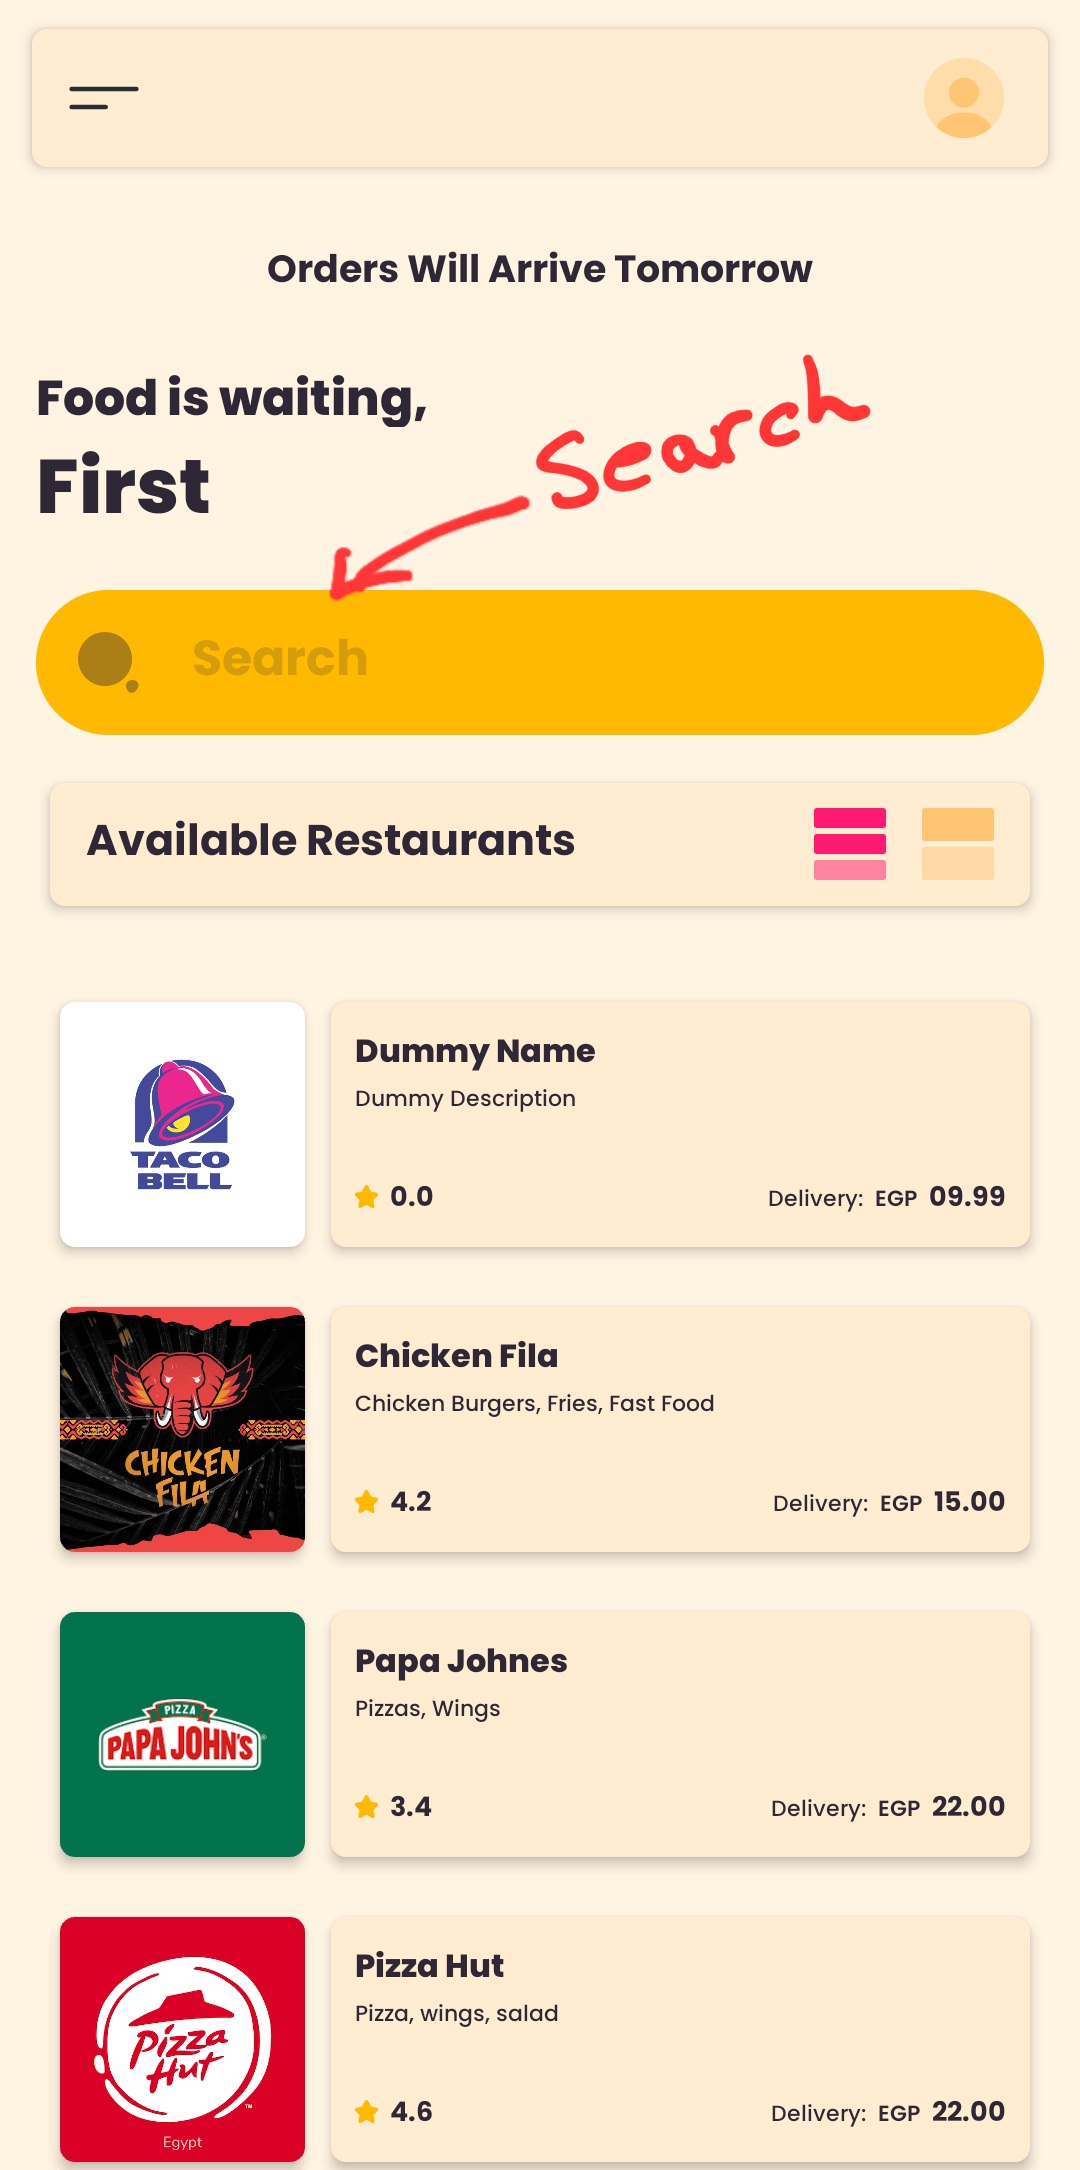 Orders Will Arrive Tomorrow
Food is waiting,
First
Search
Search
Available Restaurants
TACO
BELL
Dummy Name
Dummy Description
0.0
Delivery: EGP 09.99
CHICKEN
FILA
Chicken Fila
Chicken Burgers, Fries, Fast Food
4.2
Delivery: EGP 15.00
PIZZA
PAPA JOHN'S®
Papa Johnes
Pizzas, Wings
3.4
Delivery: EGP 22.00
Pizza
Hut
™
Egypt
Pizza Hut
Pizza, wings, salad
4.6
Delivery: EGP 22.00